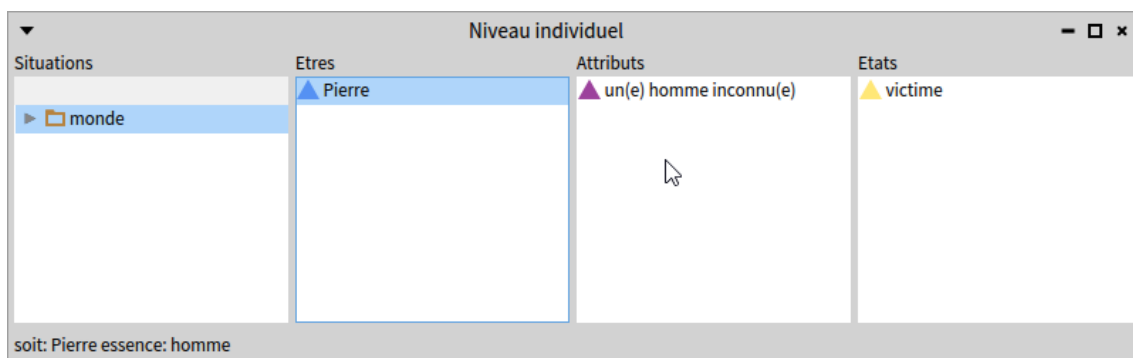 Niveau individuel
Situations Etres Attributs Etats
Pierre un(e) homme inconnu(e) victime
monde
soit: Pierre essence: homme